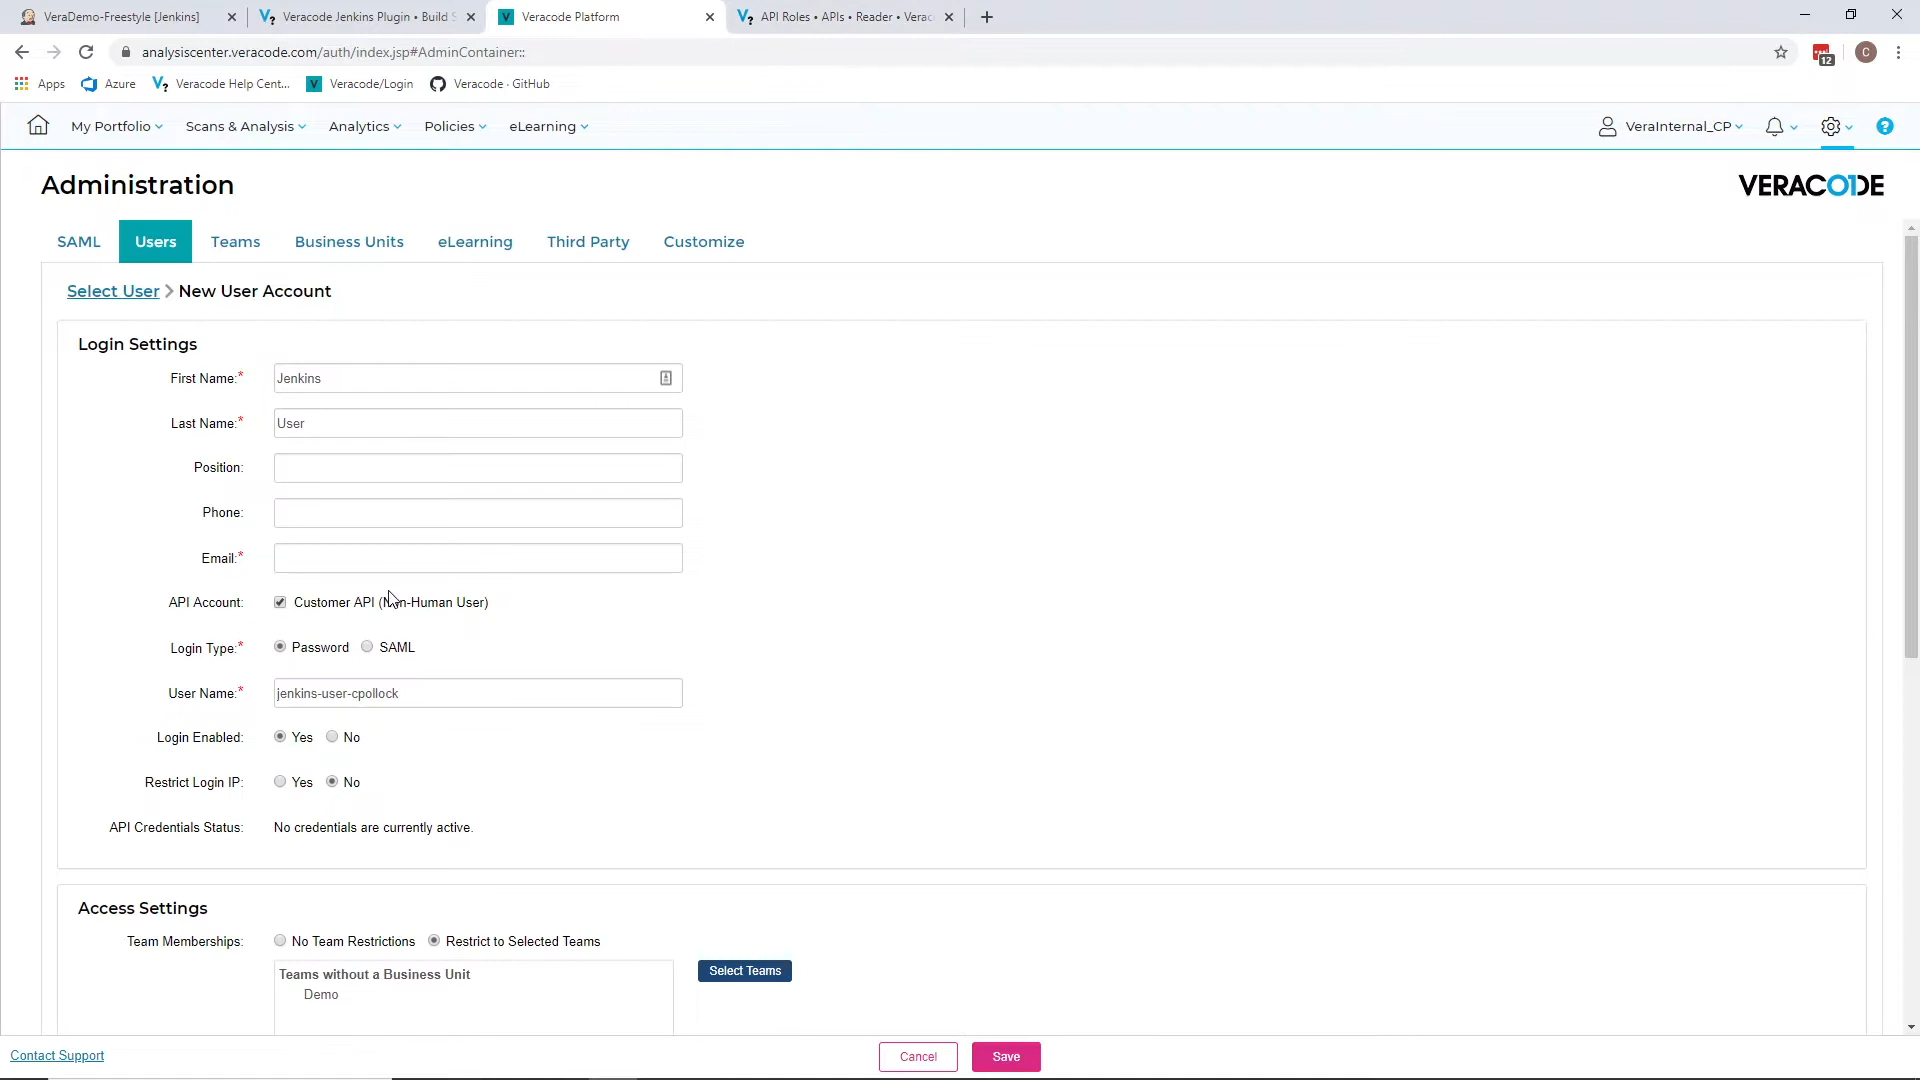 VeraDemo-Freestyle [Jenkins]
Veracode Jenkins Plugin • Build S
Veracode Platform
API Roles • APIs • Reader • Verac
analysiscenter.veracode.com/auth/index.jsp#AdminContainer::
12
C
Apps
Azure
Veracode Help Cent...
Veracode/Login
Veracode · GitHub
My Portfolio
Scans & Analysis
Analytics
Policies
eLearning
VeraInternal_CP
?
Administration
VERACODE
SAML
Users
Teams
Business Units
eLearning
Third Party
Customize
Select User
New User Account
Login Settings
First Name:*
Jenkins
Last Name:*
User
Position:
Phone:
Email:*
API Account:
Customer API (Non-Human User)
Login Type:*
Password
SAML
User Name:*
jenkins-user-cpollock
Login Enabled:
Yes
No
Restrict Login IP:
Yes
No
API Credentials Status:
No credentials are currently active.
Access Settings
Team Memberships:
No Team Restrictions
Restrict to Selected Teams
Teams without a Business Unit
Demo
Select Teams
Contact Support
Cancel
Save